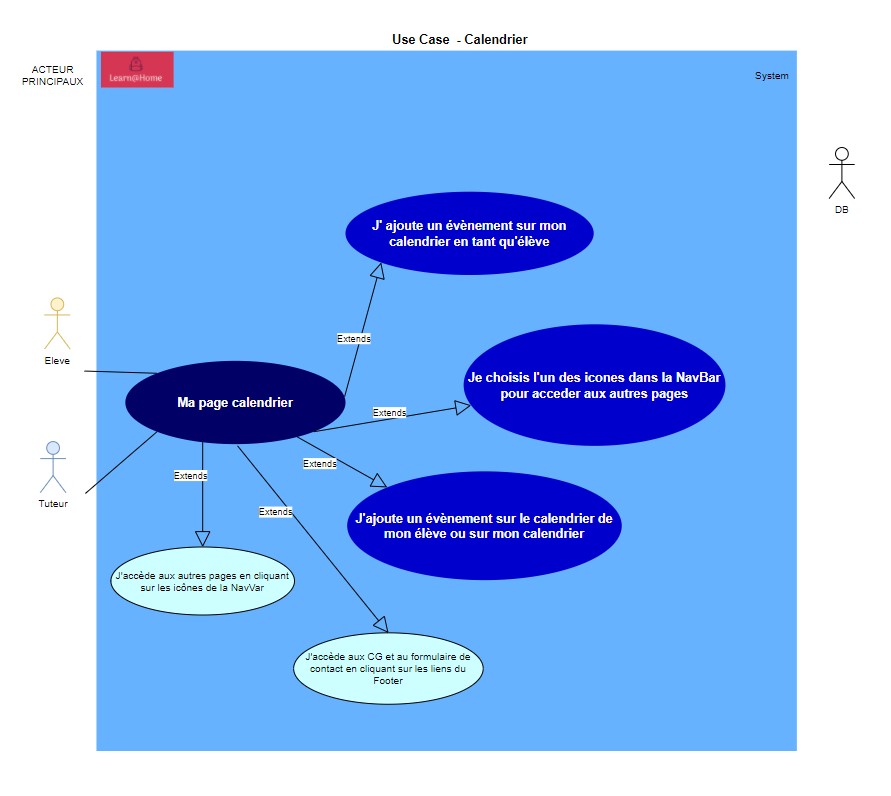 Use Case  - Calendrier
ACTEUR
PRINCIPAUX
Learn@Home
System
DB
J' ajoute un évènement sur mon
calendrier en tant qu'élève
Extends
Eleve
Je choisis l'un des icones dans la NavBar
pour acceder aux autres pages
Ma page calendrier
Extends
Extends
Extends
Tuteur
Extends
J'ajoute un évènement sur le calendrier de
mon élève ou sur mon calendrier
J'accède aux autres pages en cliquant
sur les icônes de la NavVar
J'accède aux CG et au formulaire de
contact en cliquant sur les liens du
Footer